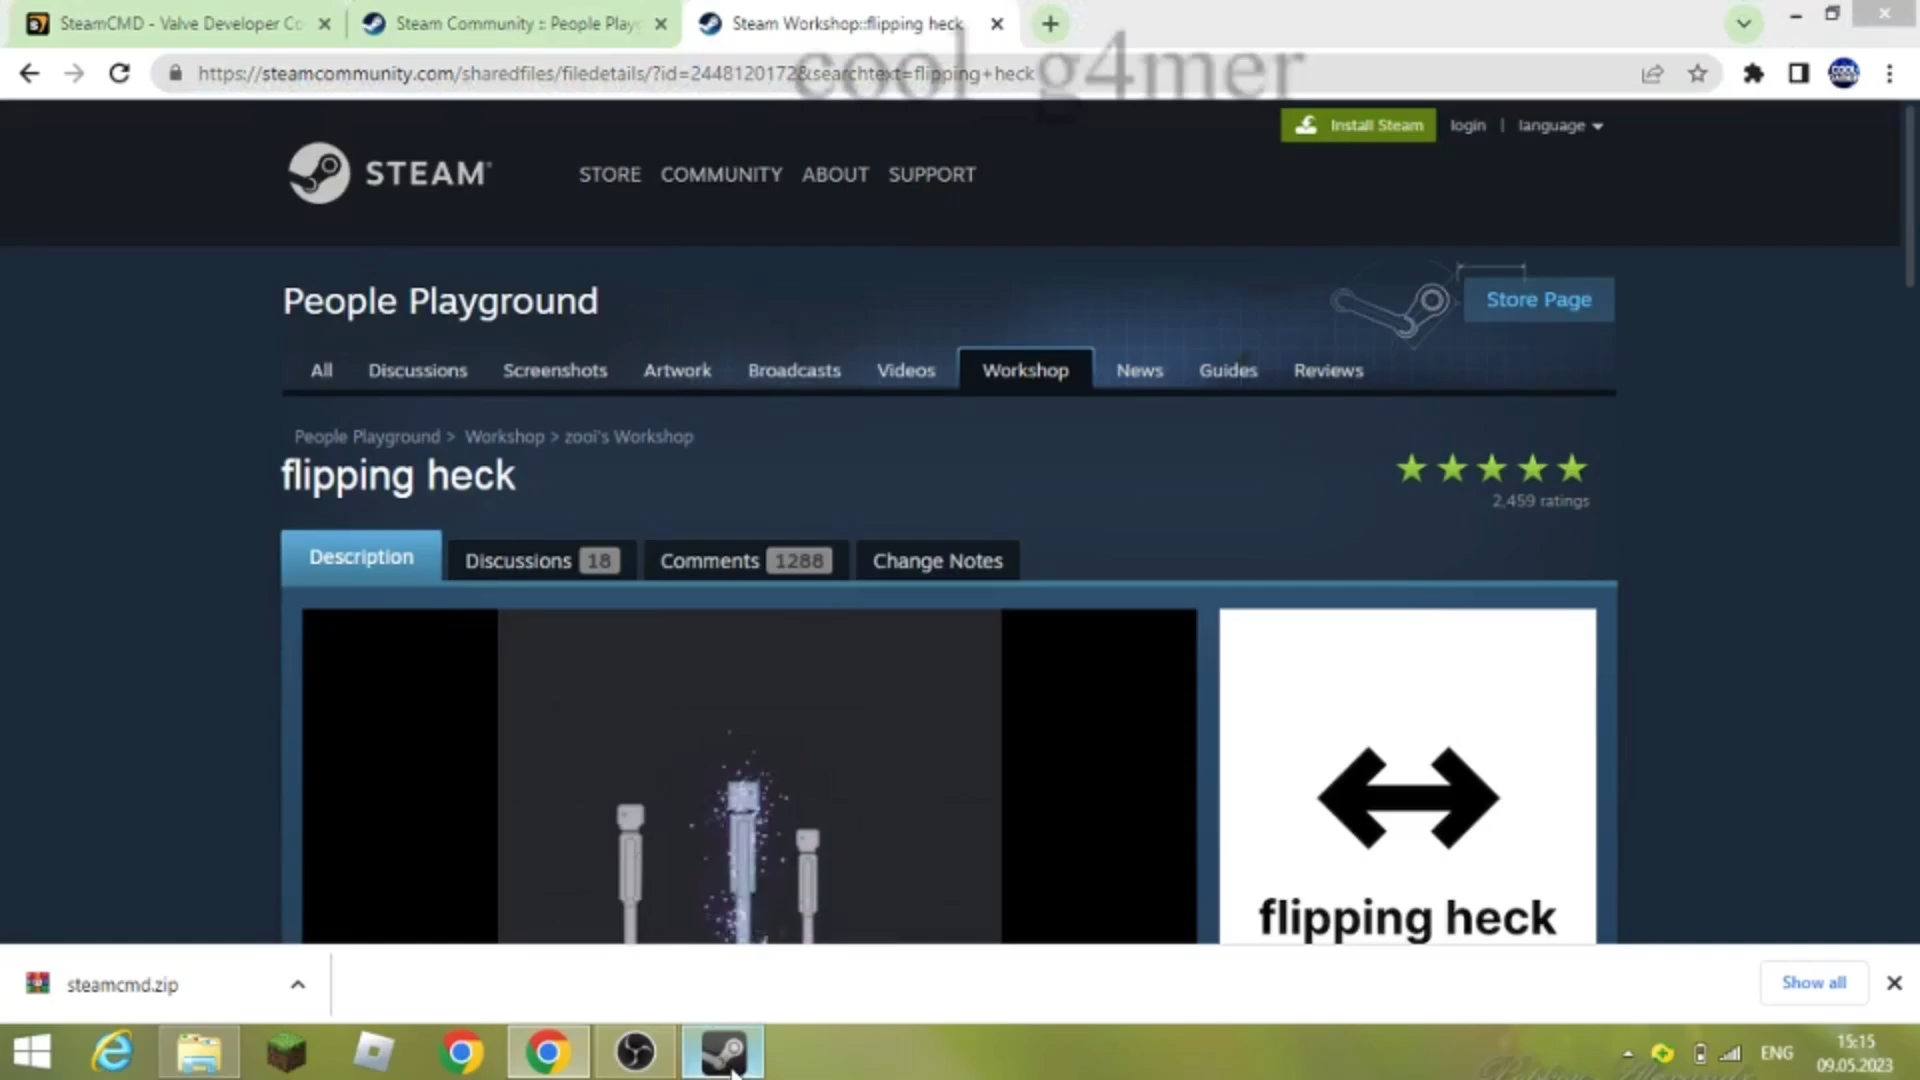 SteamCMD - Valve Developer Co
Steam Community :: People Play
Steam Workshop::flipping heck
https://steamcommunity.com/sharedfiles/filedetails/?id=2448120172&searchtext=flipping+heck
cool_g4mer
Install Steam
login | language
STEAM
STORE COMMUNITY ABOUT SUPPORT
People Playground
Store Page
All Discussions Screenshots Artwork Broadcasts Videos Workshop News Guides Reviews
People Playground > Workshop > zooi's Workshop
flipping heck
2,459 ratings
Description Discussions 18 Comments 1288 Change Notes
flipping heck
steamcmd.zip
Show all
ENG
15:15
09.05.2023